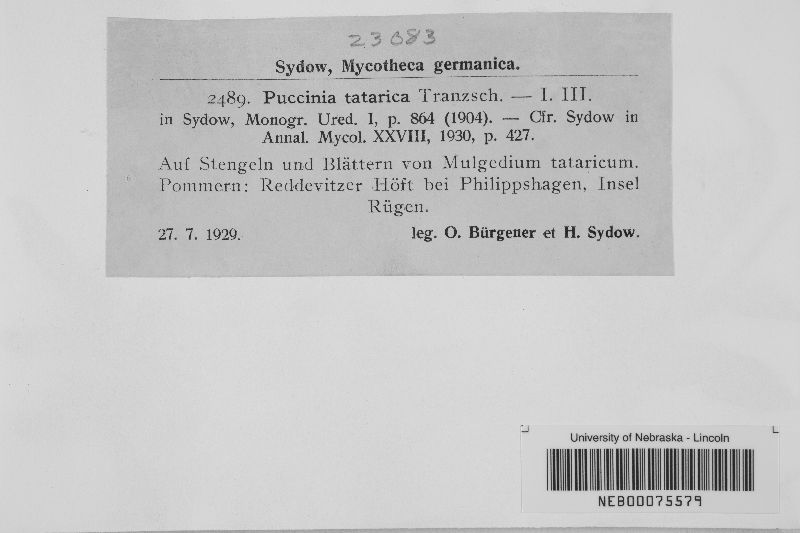 23083
Sydow, Mycotheca germanica.
2489. Puccinia tatarica Tranzsch. — I. III.
in Sydow, Monogr. Ured. I, p. 864 (1904). — Cfr. Sydow in
Annal. Mycol. XXVIII, 1930, p. 427.
Auf Stengeln und Blättern von Mulgedium tataricum.
Pommern: Reddevitzer Höft bei Philippshagen, Insel
Rügen.
27. 7. 1929. leg. O. Bürgener et H. Sydow.
University of Nebraska - Lincoln
NEB00075579